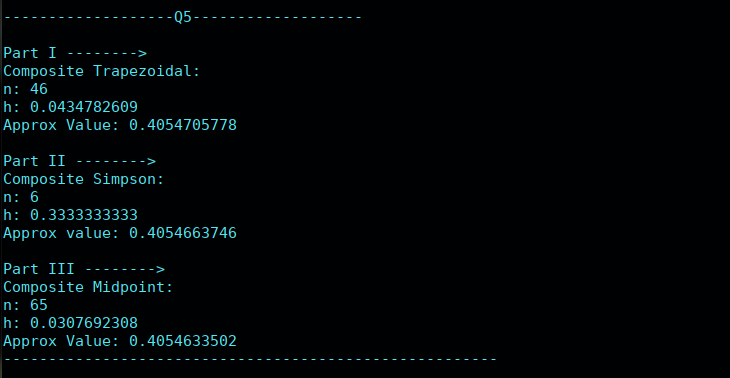 -------------------Q5-------------------
Part I -------->
Composite Trapezoidal:
n: 46
h: 0.0434782609
Approx Value: 0.4054705778
Part II -------->
Composite Simpson:
n: 6
h: 0.3333333333
Approx value: 0.4054663746
Part III -------->
Composite Midpoint:
n: 65
h: 0.0307692308
Approx Value: 0.4054633502
-------------------------------------------------------